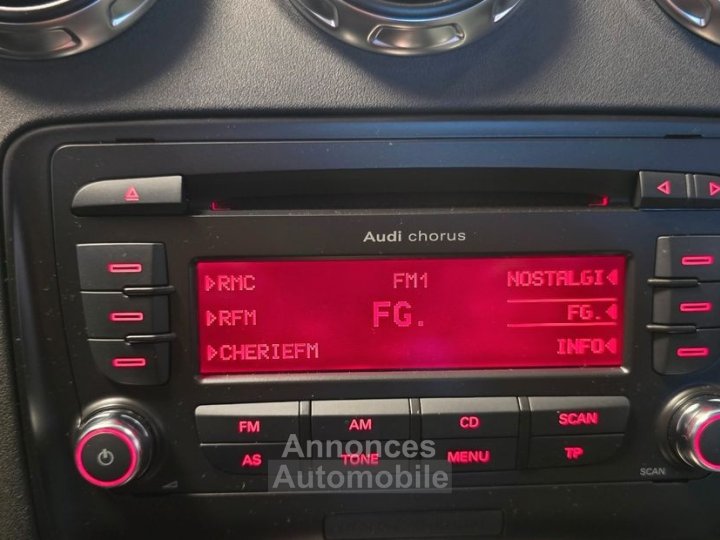 Audi chorus
RMC FM1 NOSTALGI
RFM FG. FG.
CHERIEFM INFO
FM AM CD SCAN
AS TONE MENU TP
SCAN
Annonces
Automobile